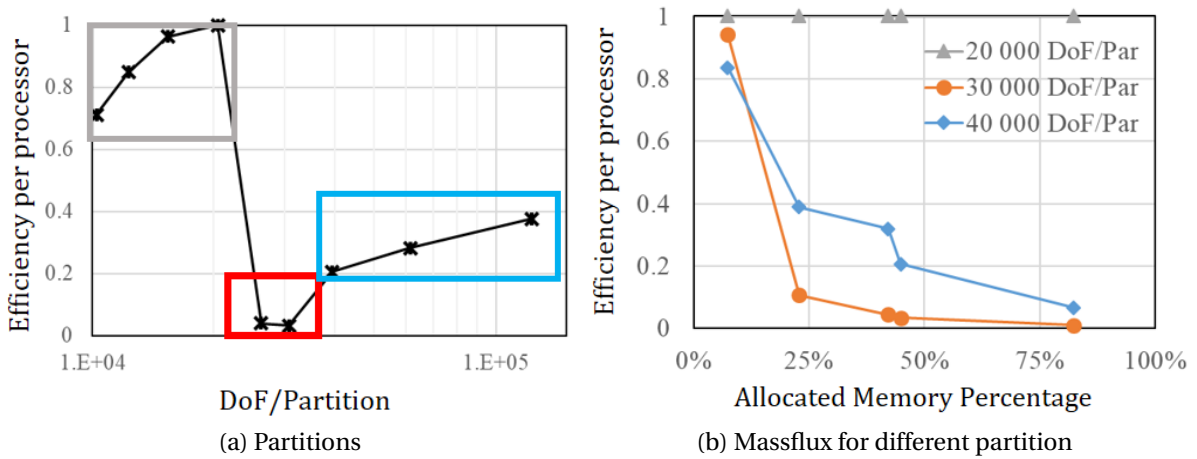 Efficiency per processor
1
0.8
0.6
0.4
0.2
0
1.E+04
1.E+05
DoF/Partition
(a) Partitions
Efficiency per processor
1
0.8
0.6
0.4
0.2
0
20 000 DoF/Par
30 000 DoF/Par
40 000 DoF/Par
0% 25% 50% 75% 100%
Allocated Memory Percentage
(b) Massflux for different partition